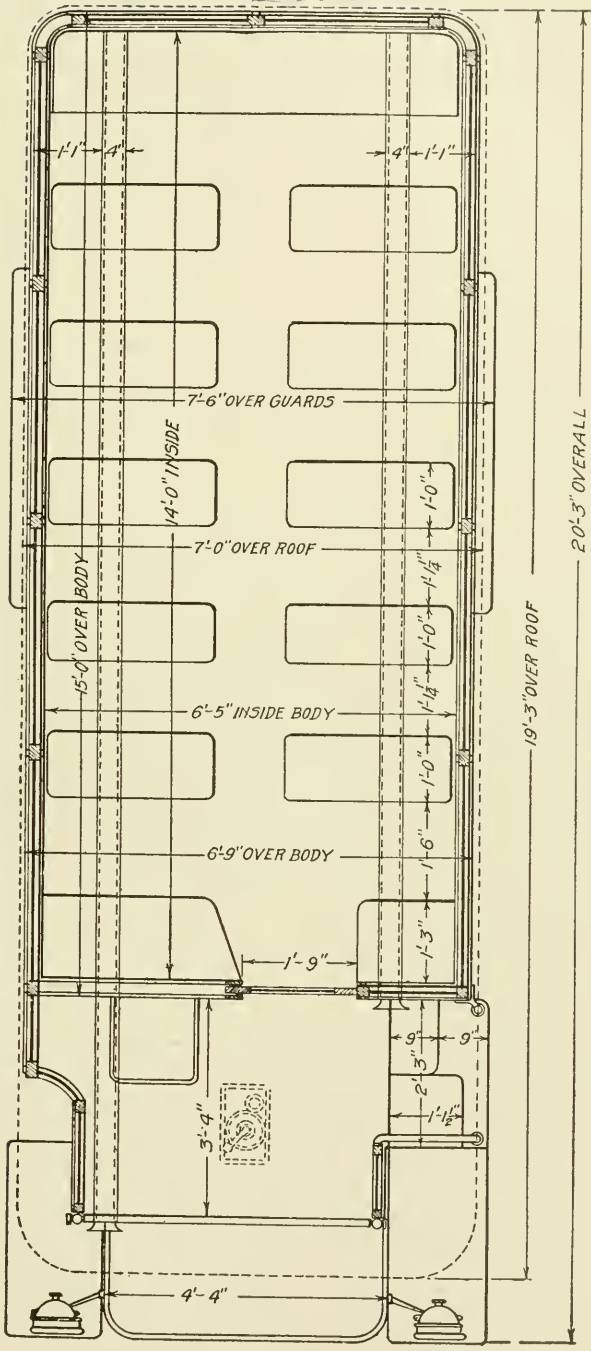 1'-1"
4"
4"
1'-1"
7'-6" OVER GUARDS
14'-0" INSIDE
1'-0"
7'-0" OVER ROOF
1'-1¼"
15'-0" OVER BODY
1'-0"
1'-1¼"
6'-5" INSIDE BODY
1'-0"
1'-6"
6'-9" OVER BODY
1'-3"
1'-9"
9"
9"
2'-3"
1'-1½"
3'-4"
4'-4"
19'-3" OVER ROOF
20'-3" OVERALL